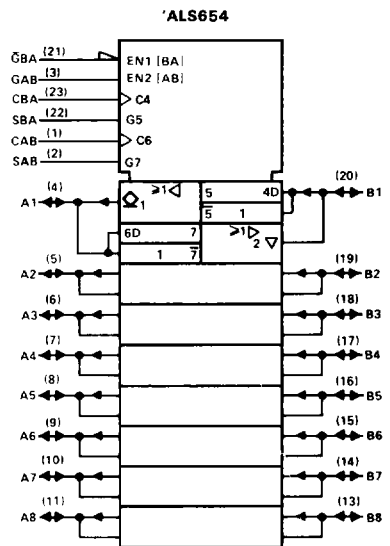 'ALS654
G̅BA (21) EN1 [BA]
GAB (3) EN2 [AB]
CBA (23) C4
SBA (22) G5
CAB (1) C6
SAB (2) G7
A1 (4) 1 ≥1 5 4D (20) B1
5̅ 1
6D 7 ≥1
1 7̅ 2
A2 (5) (19) B2
A3 (6) (18) B3
A4 (7) (17) B4
A5 (8) (16) B5
A6 (9) (15) B6
A7 (10) (14) B7
A8 (11) (13) B8